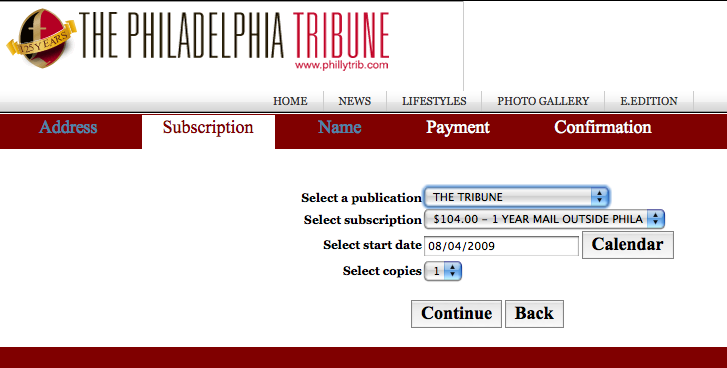 125 YEARS
THE PHILADELPHIA TRIBUNE
www.phillytrib.com
HOME NEWS LIFESTYLES PHOTO GALLERY E.EDITION
Address Subscription Name Payment Confirmation
Select a publication THE TRIBUNE
Select subscription $104.00 - 1 YEAR MAIL OUTSIDE PHILA
Select start date 08/04/2009 Calendar
Select copies 1
Continue Back